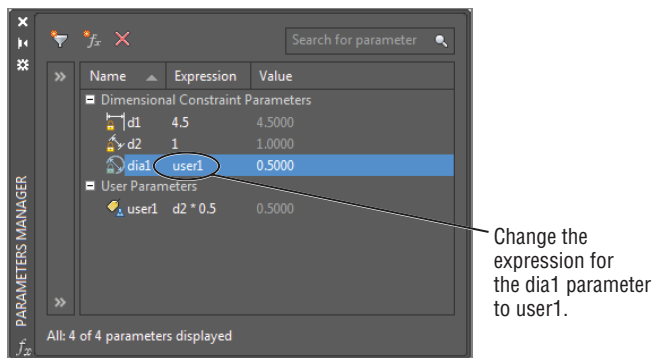 Search for parameter
Name Expression Value
Dimensional Constraint Parameters
d1 4.5 4.5000
d2 1 1.0000
dia1 user1 0.5000
User Parameters
user1 d2 * 0.5 0.5000
All: 4 of 4 parameters displayed
PARAMETERS MANAGER
fx
Change the
expression for
the dia1 parameter
to user1.